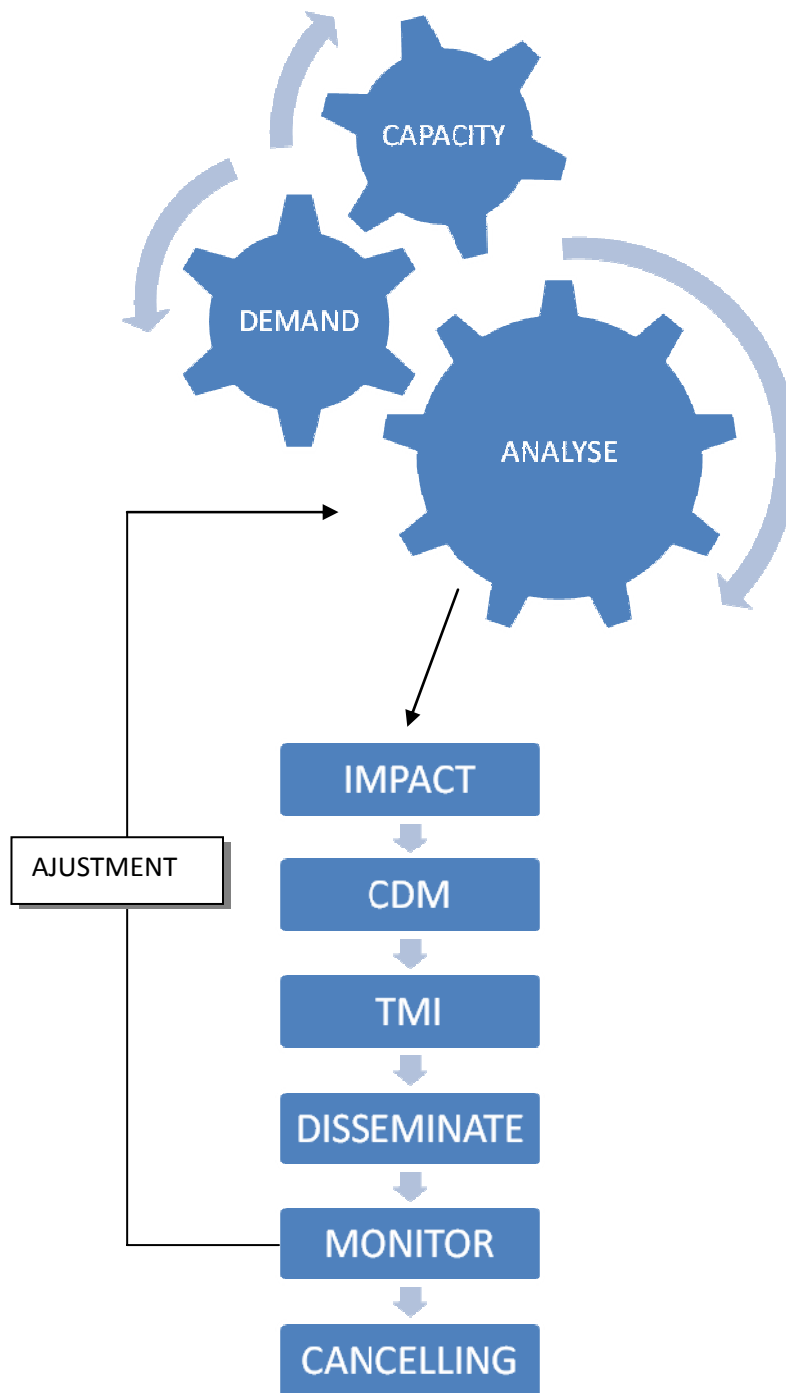 CAPACITY
DEMAND
ANALYSE
IMPACT
AJUSTMENT
CDM
TMI
DISSEMINATE
MONITOR
CANCELLING